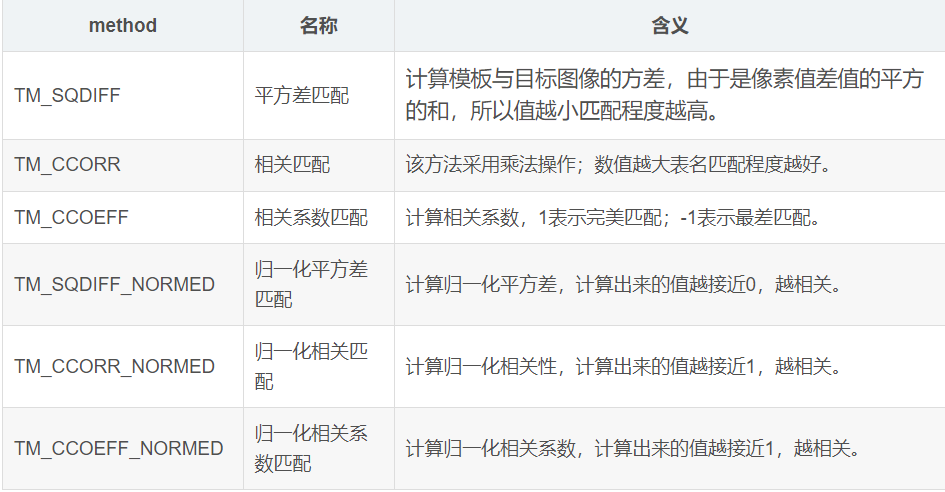 method 名称 含义
TM_SQDIFF 平方差匹配 计算模板与目标图像的方差，由于是像素值差值的平方
的和，所以值越小匹配程度越高。
TM_CCORR 相关匹配 该方法采用乘法操作；数值越大表名匹配程度越好。
TM_CCOEFF 相关系数匹配 计算相关系数，1表示完美匹配；-1表示最差匹配。
TM_SQDIFF_NORMED 归一化平方差
匹配 计算归一化平方差，计算出来的值越接近0，越相关。
TM_CCORR_NORMED 归一化相关匹
配 计算归一化相关性，计算出来的值越接近1，越相关。
TM_CCOEFF_NORMED 归一化相关系
数匹配 计算归一化相关系数，计算出来的值越接近1，越相关。